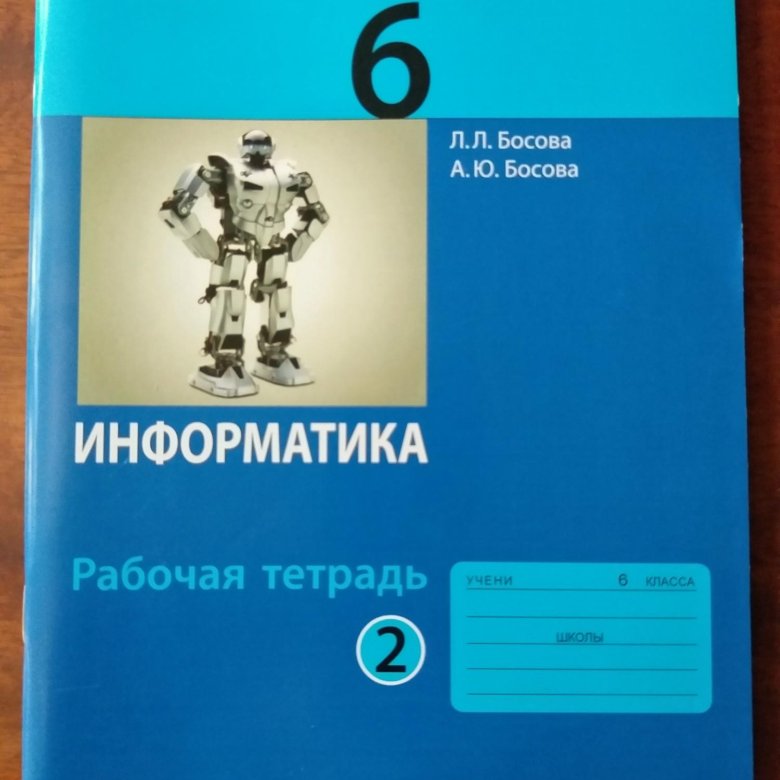 6
Л.Л. Босова
А.Ю. Босова
ИНФОРМАТИКА
Рабочая тетрадь
2
УЧЕНИ 6 КЛАССА
ШКОЛЫ